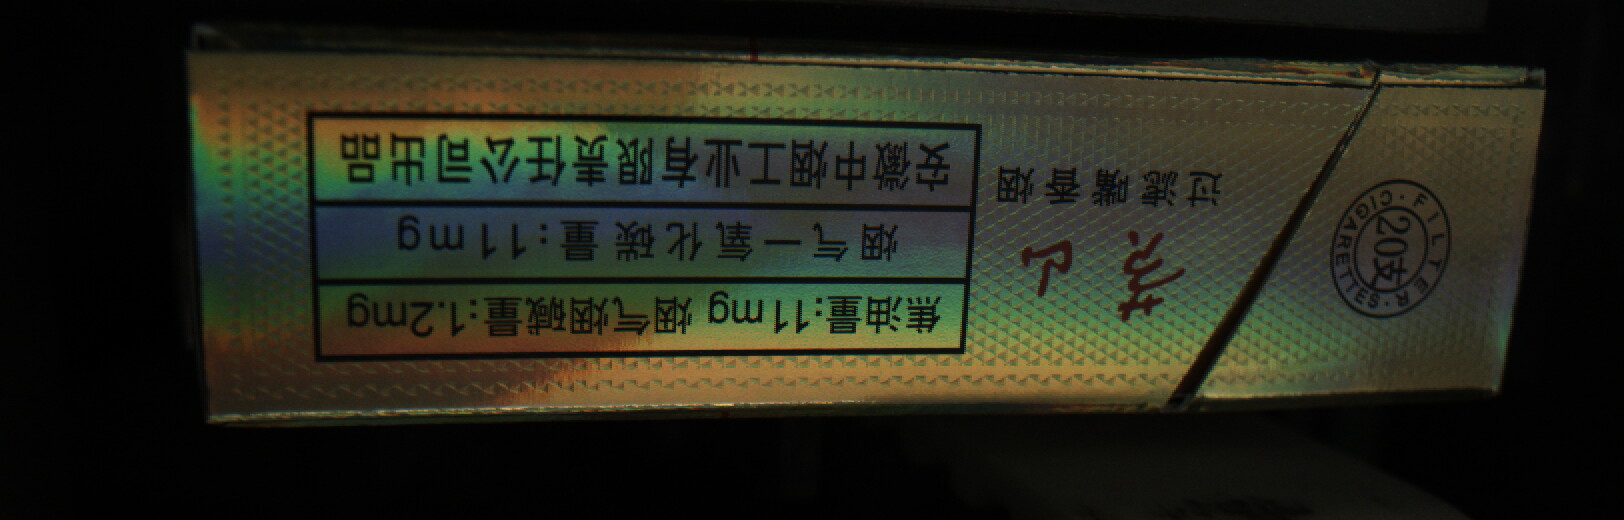 FILTER · CIGARETTES ·
20支
黄山
过滤嘴香烟
焦油量:11mg 烟气烟碱量:1.2mg
烟气一氧化碳量:11mg
安徽中烟工业有限责任公司出品